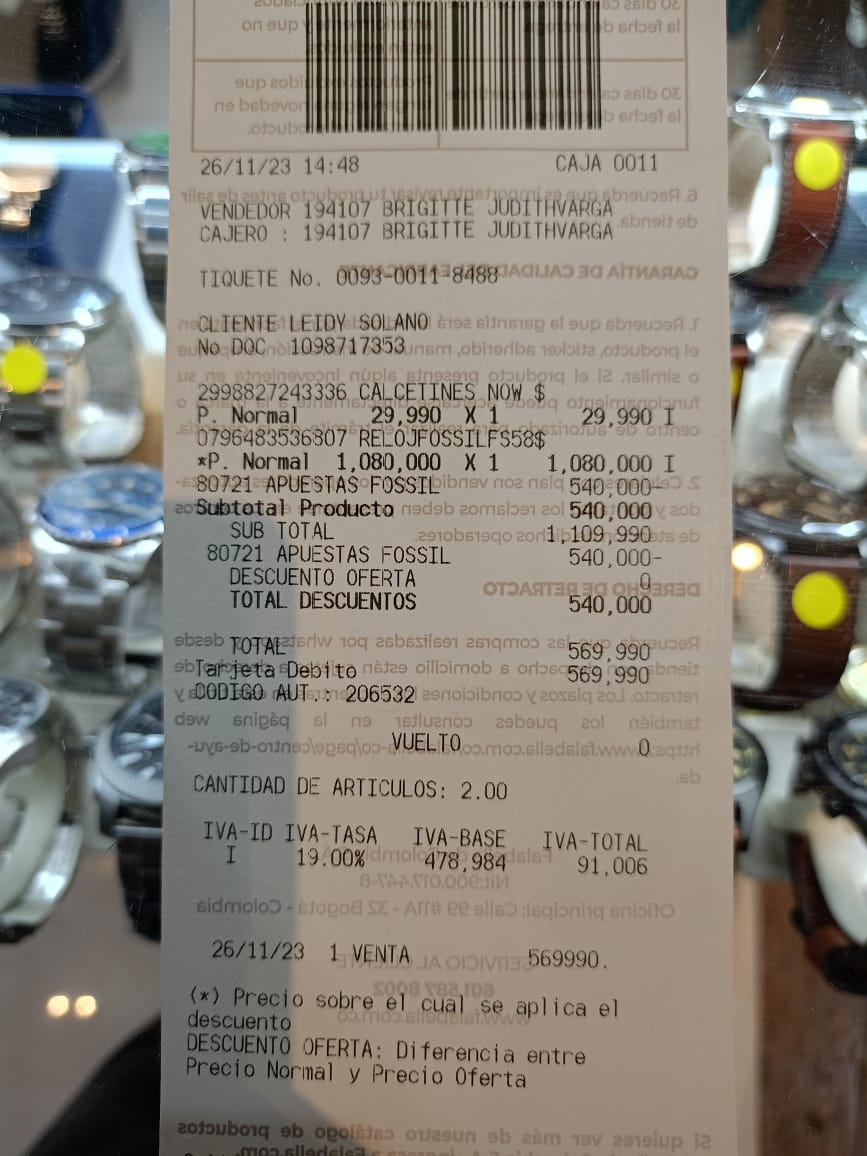 26/11/23 14:48 CAJA 0011
VENDEDOR 194107 BRIGITTE JUDITHVARGA
CAJERO : 194107 BRIGITTE JUDITHVARGA
TIQUETE No. 0093-0011-8488
CLIENTE LEIDY SOLANO
No DOC 1098717353
2998827243336 CALCETINES NOW $
P. Normal 29,990 X 1 29,990 I
0796483536807 RELOJFOSSILFS58$
*P. Normal 1,080,000 X 1 1,080,000 I
80721 APUESTAS FOSSIL 540,000-
Subtotal Producto 540,000
SUB TOTAL 1,109,990
80721 APUESTAS FOSSIL 540,000-
DESCUENTO OFERTA 0
TOTAL DESCUENTOS 540,000
TOTAL 569,990
Tarjeta Debito 569,990
CODIGO AUT.: 206532
VUELTO 0
CANTIDAD DE ARTICULOS: 2.00
IVA-ID IVA-TASA IVA-BASE IVA-TOTAL
I 19.00% 478,984 91,006
26/11/23 1 VENTA 569990.
(*) Precio sobre el cual se aplica el
descuento
DESCUENTO OFERTA: Diferencia entre
Precio Normal y Precio Oferta